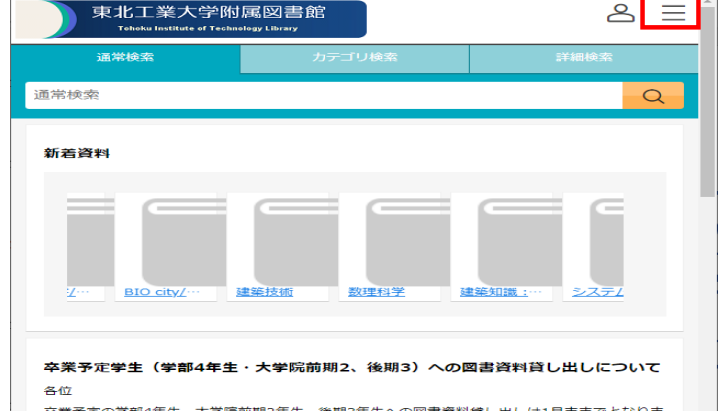 東北工業大学附属図書館
Tohoku Institute of Technology Library
通常検索 カテゴリ検索 詳細検索
通常検索
新着資料
BIO city/… 建築技術 数理科学 建築知識 :… システム
卒業予定学生（学部4年生・大学院前期2、後期3）への図書資料貸し出しについて
各位